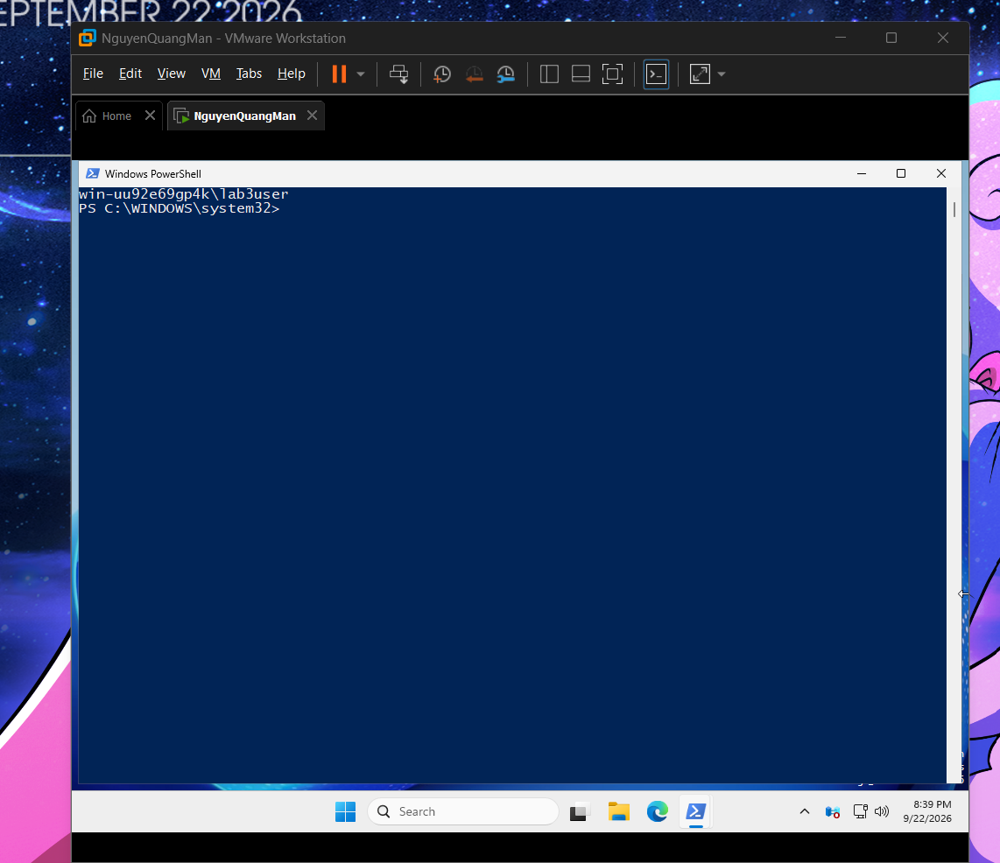 SEPTEMBER 22 2026
NguyenQuangMan - VMware Workstation
File Edit View VM Tabs Help
Home
NguyenQuangMan
Windows PowerShell
win-uu92e69gp4k\lab3user
PS C:\WINDOWS\system32>
Search
8:39 PM
9/22/2026